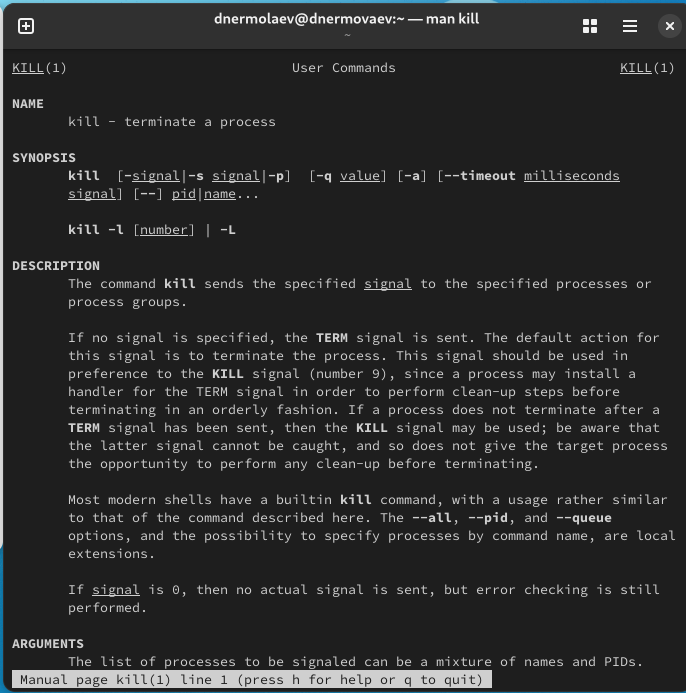 dnermolaev@dnermovaev:~ — man kill
~
KILL(1) User Commands KILL(1)
NAME
kill - terminate a process
SYNOPSIS
kill [-signal|-s signal|-p] [-q value] [-a] [--timeout milliseconds
signal] [--] pid|name...
kill -l [number] | -L
DESCRIPTION
The command kill sends the specified signal to the specified processes or
process groups.
If no signal is specified, the TERM signal is sent. The default action for
this signal is to terminate the process. This signal should be used in
preference to the KILL signal (number 9), since a process may install a
handler for the TERM signal in order to perform clean-up steps before
terminating in an orderly fashion. If a process does not terminate after a
TERM signal has been sent, then the KILL signal may be used; be aware that
the latter signal cannot be caught, and so does not give the target process
the opportunity to perform any clean-up before terminating.
Most modern shells have a builtin kill command, with a usage rather similar
to that of the command described here. The --all, --pid, and --queue
options, and the possibility to specify processes by command name, are local
extensions.
If signal is 0, then no actual signal is sent, but error checking is still
performed.
ARGUMENTS
The list of processes to be signaled can be a mixture of names and PIDs.
Manual page kill(1) line 1 (press h for help or q to quit)